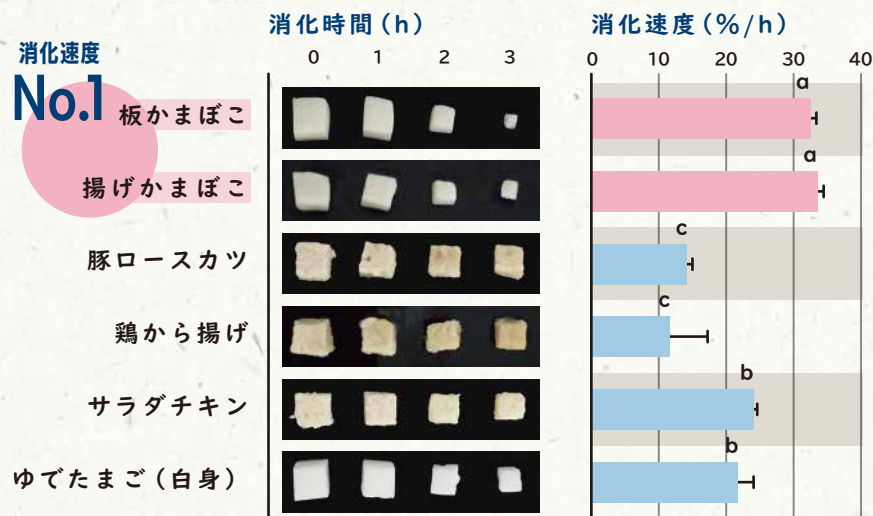 消化時間(h)
消化速度(%/h)
0 1 2 3
0 10 20 30 40
消化速度
No.1
板かまぼこ
a
揚げかまぼこ
a
豚ロースカツ
c
鶏から揚げ
c
サラダチキン
b
ゆでたまご(白身)
b